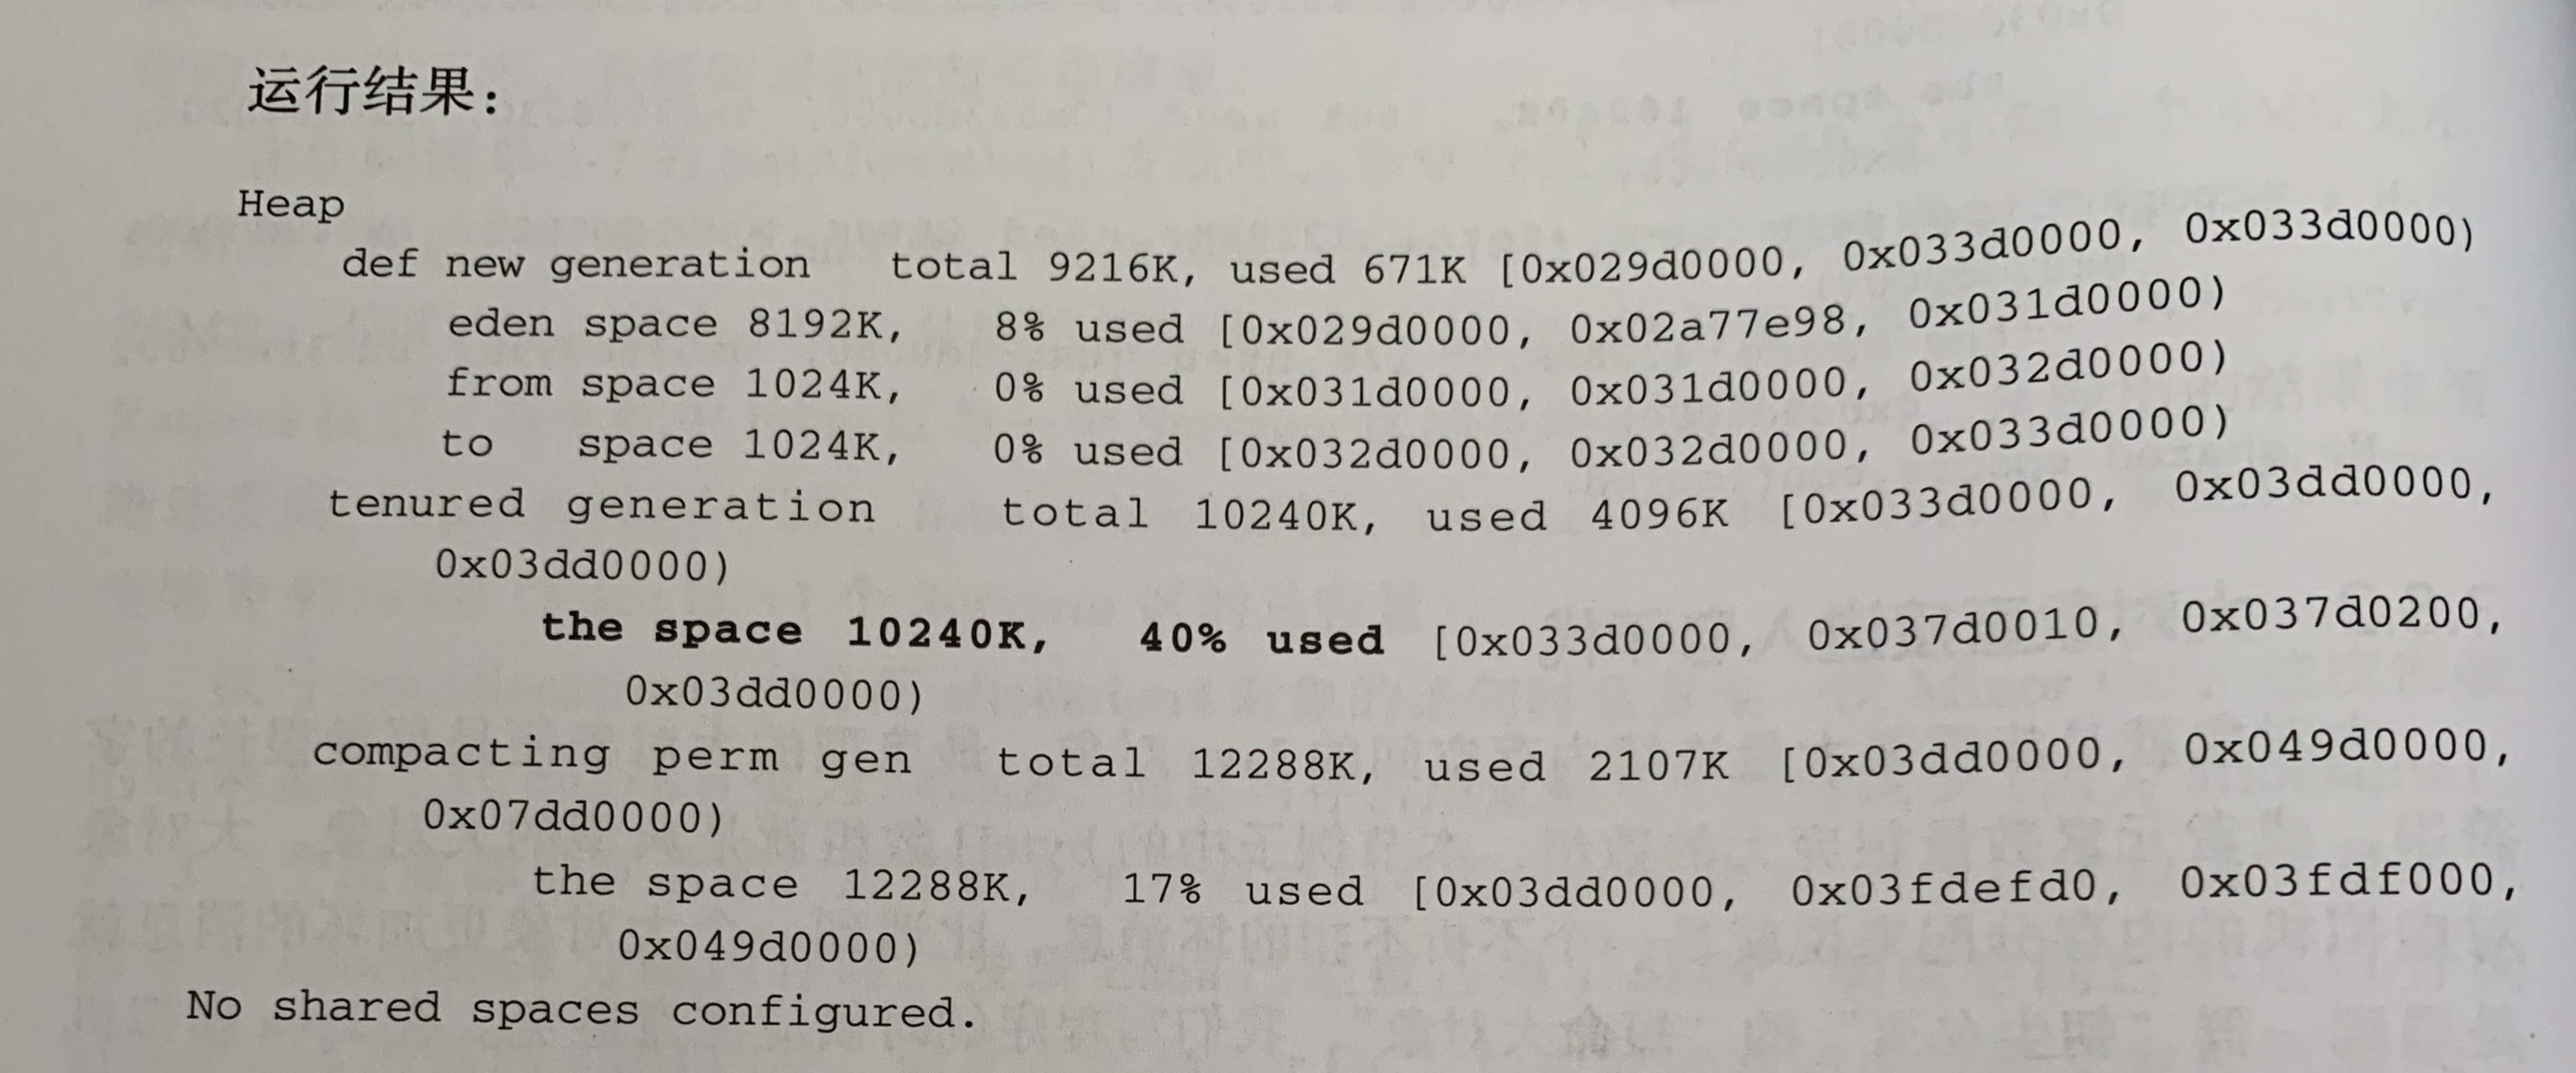 运行结果：
Heap
def new generation   total 9216K, used 671K [0x029d0000, 0x033d0000, 0x033d0000)
eden space 8192K,   8% used [0x029d0000, 0x02a77e98, 0x031d0000)
from space 1024K,   0% used [0x031d0000, 0x031d0000, 0x032d0000)
to   space 1024K,   0% used [0x032d0000, 0x032d0000, 0x033d0000)
tenured generation   total 10240K, used 4096K [0x033d0000, 0x03dd0000,
0x03dd0000)
the space 10240K,   40% used [0x033d0000, 0x037d0010, 0x037d0200,
0x03dd0000)
compacting perm gen  total 12288K, used 2107K [0x03dd0000, 0x049d0000,
0x07dd0000)
the space 12288K,   17% used [0x03dd0000, 0x03fdefd0, 0x03fdf000,
0x049d0000)
No shared spaces configured.